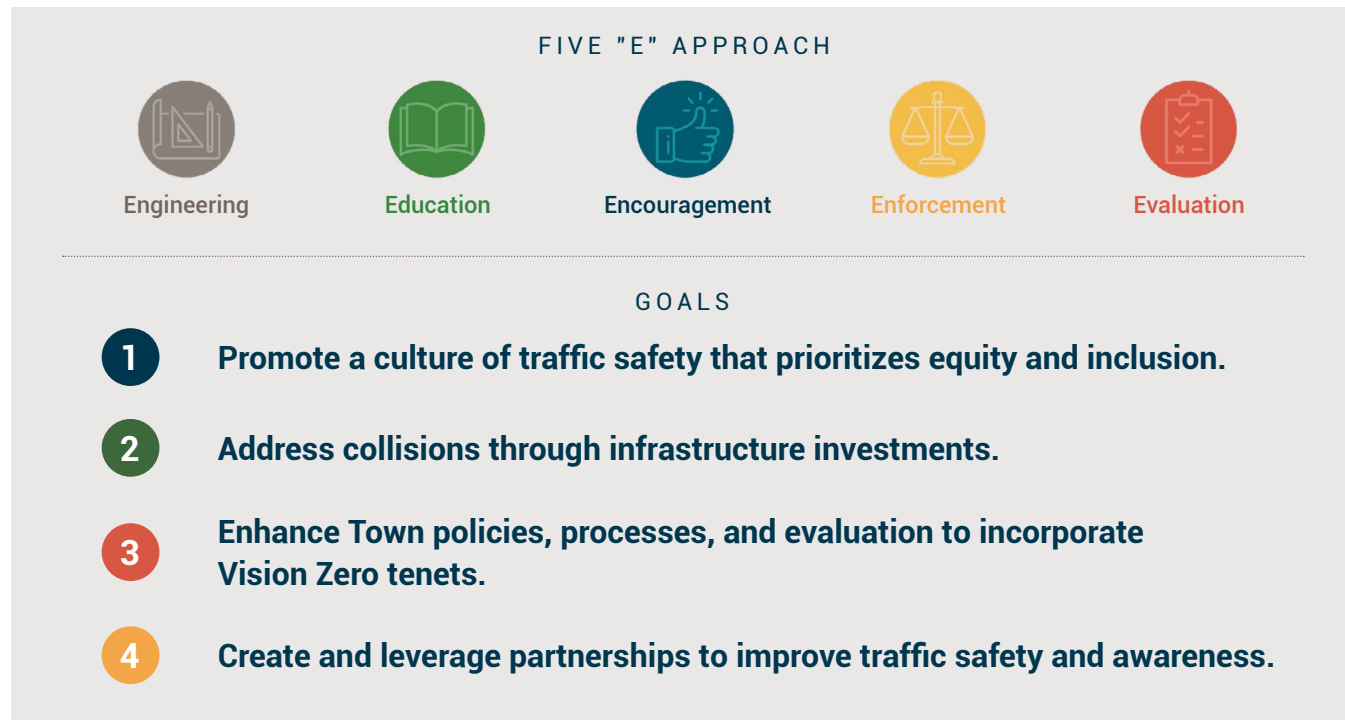 FIVE "E" APPROACH
Engineering
Education
Encouragement
Enforcement
Evaluation
GOALS
1 Promote a culture of traffic safety that prioritizes equity and inclusion.
2 Address collisions through infrastructure investments.
3 Enhance Town policies, processes, and evaluation to incorporate
Vision Zero tenets.
4 Create and leverage partnerships to improve traffic safety and awareness.